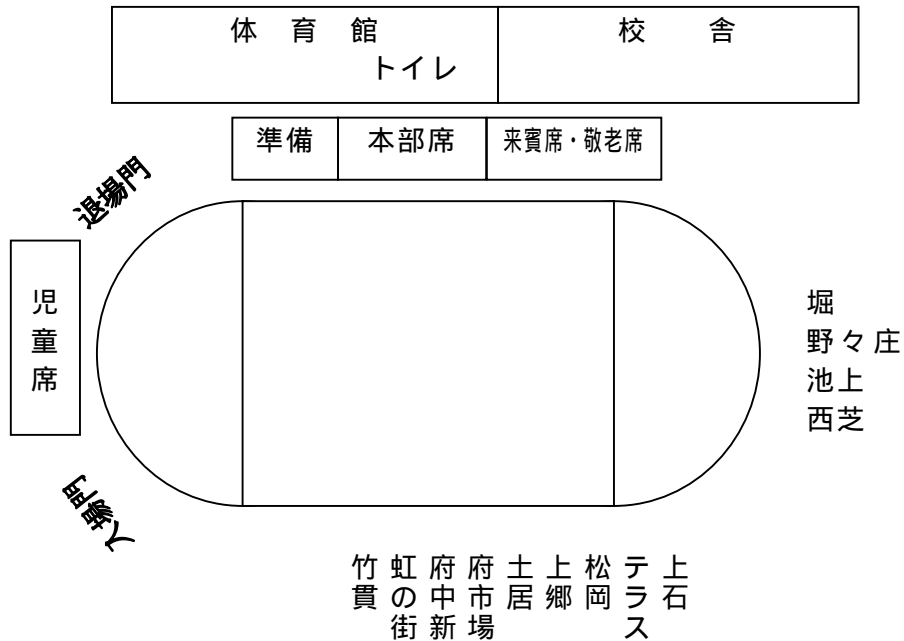 体育館
トイレ
校舎
準備
本部席
来賓席・敬老席
退場門
児童席
入場門
堀
野々庄
池上
西芝
竹貫
虹の街
府中新
府市場
土居
上郷
松岡
テラス
上石